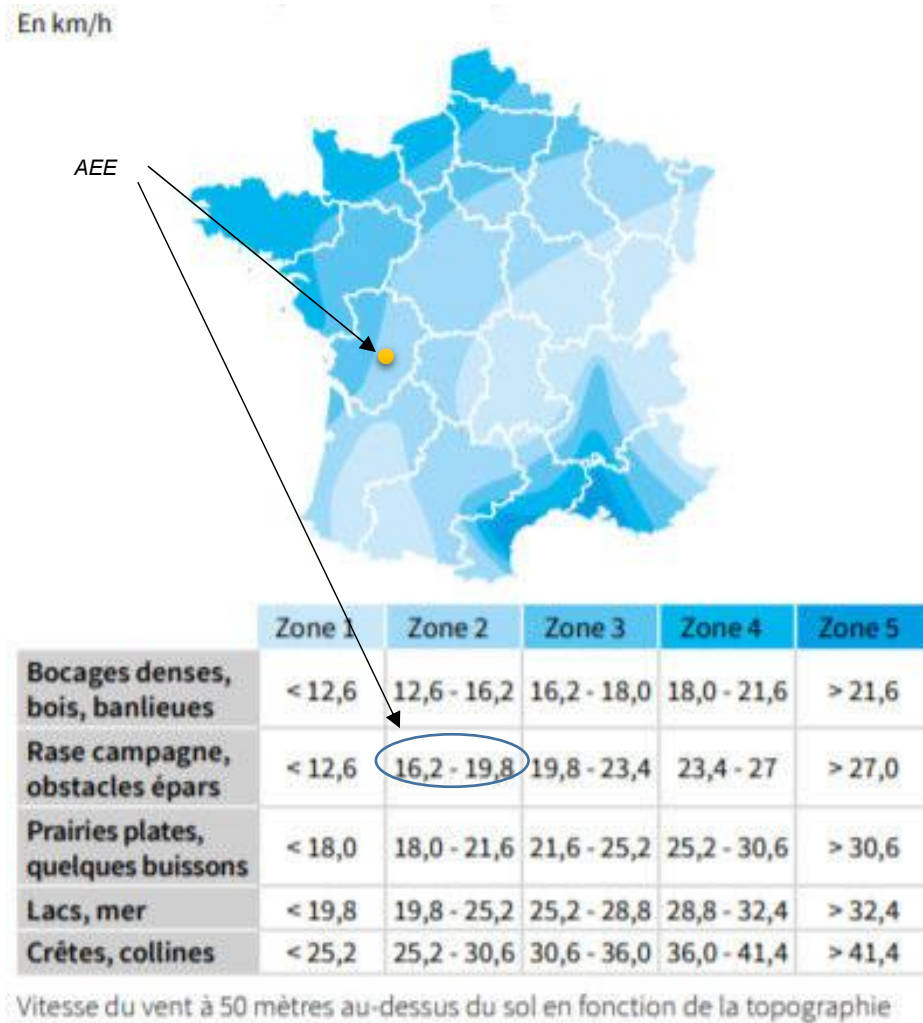 En km/h
AEE
Zone 1 Zone 2 Zone 3 Zone 4 Zone 5
Bocages denses,
bois, banlieues < 12,6 12,6 - 16,2 16,2 - 18,0 18,0 - 21,6 > 21,6
Rase campagne,
obstacles épars < 12,6 16,2 - 19,8 19,8 - 23,4 23,4 - 27 > 27,0
Prairies plates,
quelques buissons < 18,0 18,0 - 21,6 21,6 - 25,2 25,2 - 30,6 > 30,6
Lacs, mer < 19,8 19,8 - 25,2 25,2 - 28,8 28,8 - 32,4 > 32,4
Crêtes, collines < 25,2 25,2 - 30,6 30,6 - 36,0 36,0 - 41,4 > 41,4
Vitesse du vent à 50 mètres au-dessus du sol en fonction de la topographie